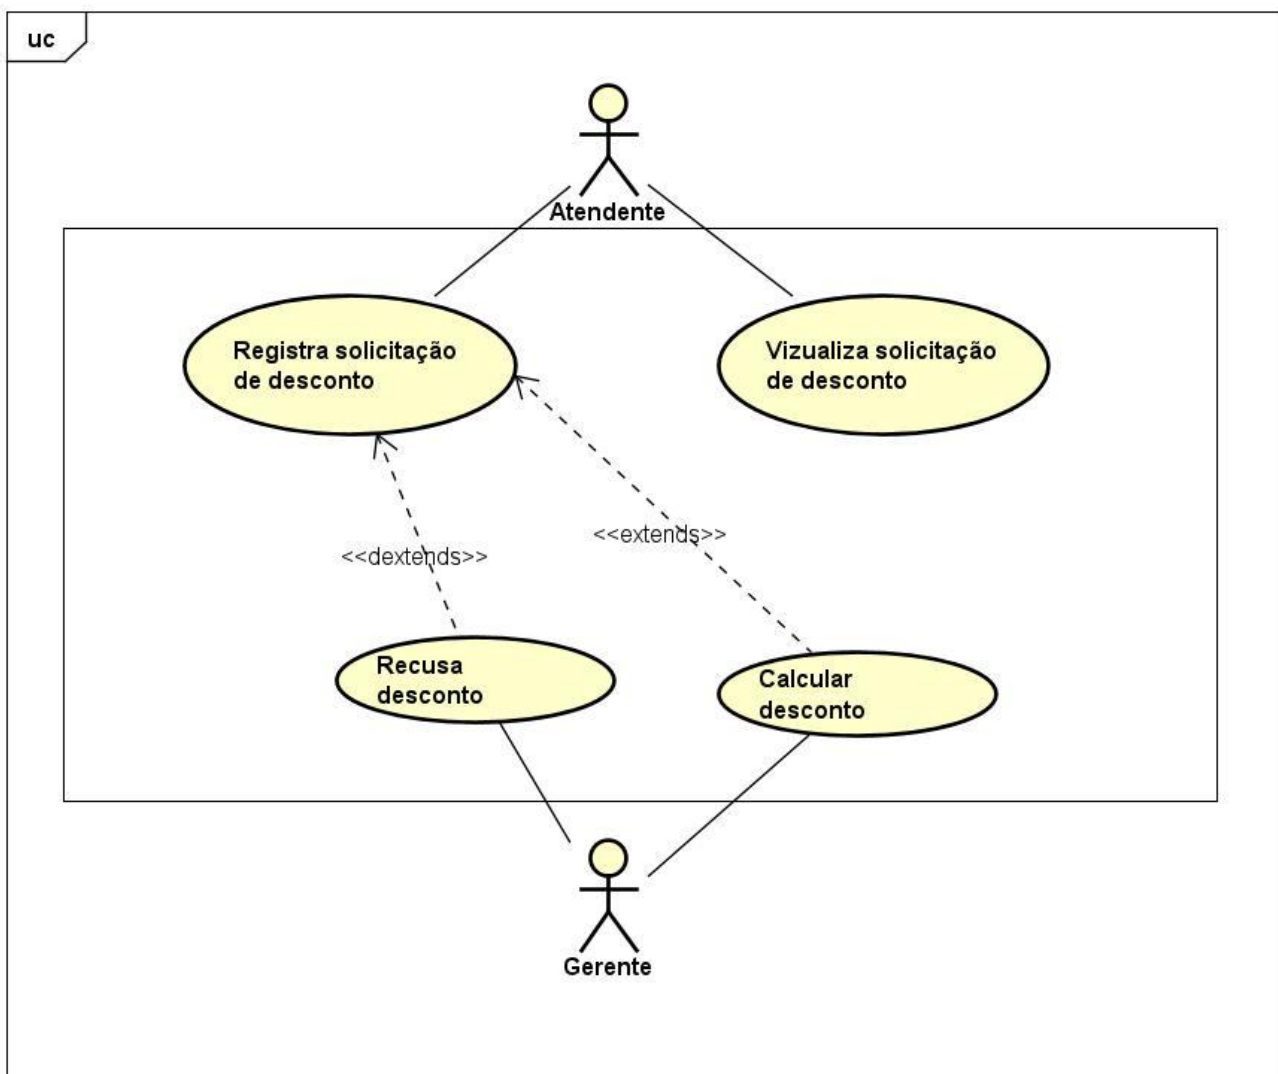 uc
Atendente
Registra solicitação
de desconto
Vizualiza solicitação
de desconto
<<extends>>
<<dextends>>
Recusa
desconto
Calcular
desconto
Gerente